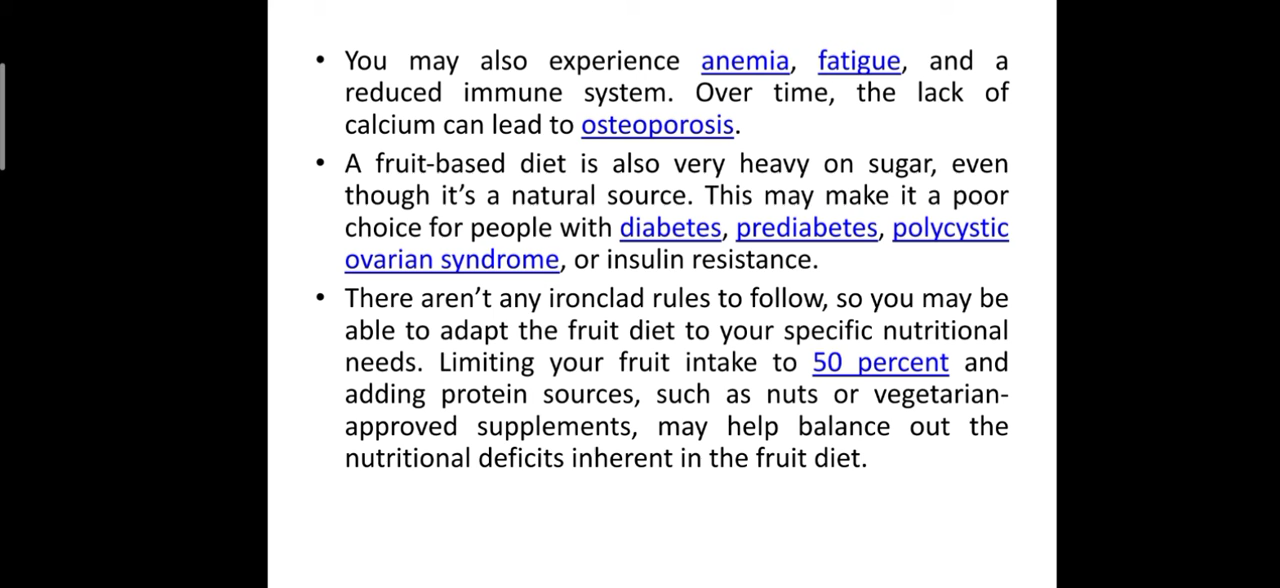 • You may also experience anemia, fatigue, and a
reduced immune system. Over time, the lack of
calcium can lead to osteoporosis.
• A fruit-based diet is also very heavy on sugar, even
though it’s a natural source. This may make it a poor
choice for people with diabetes, prediabetes, polycystic
ovarian syndrome, or insulin resistance.
• There aren’t any ironclad rules to follow, so you may be
able to adapt the fruit diet to your specific nutritional
needs. Limiting your fruit intake to 50 percent and
adding protein sources, such as nuts or vegetarian-
approved supplements, may help balance out the
nutritional deficits inherent in the fruit diet.